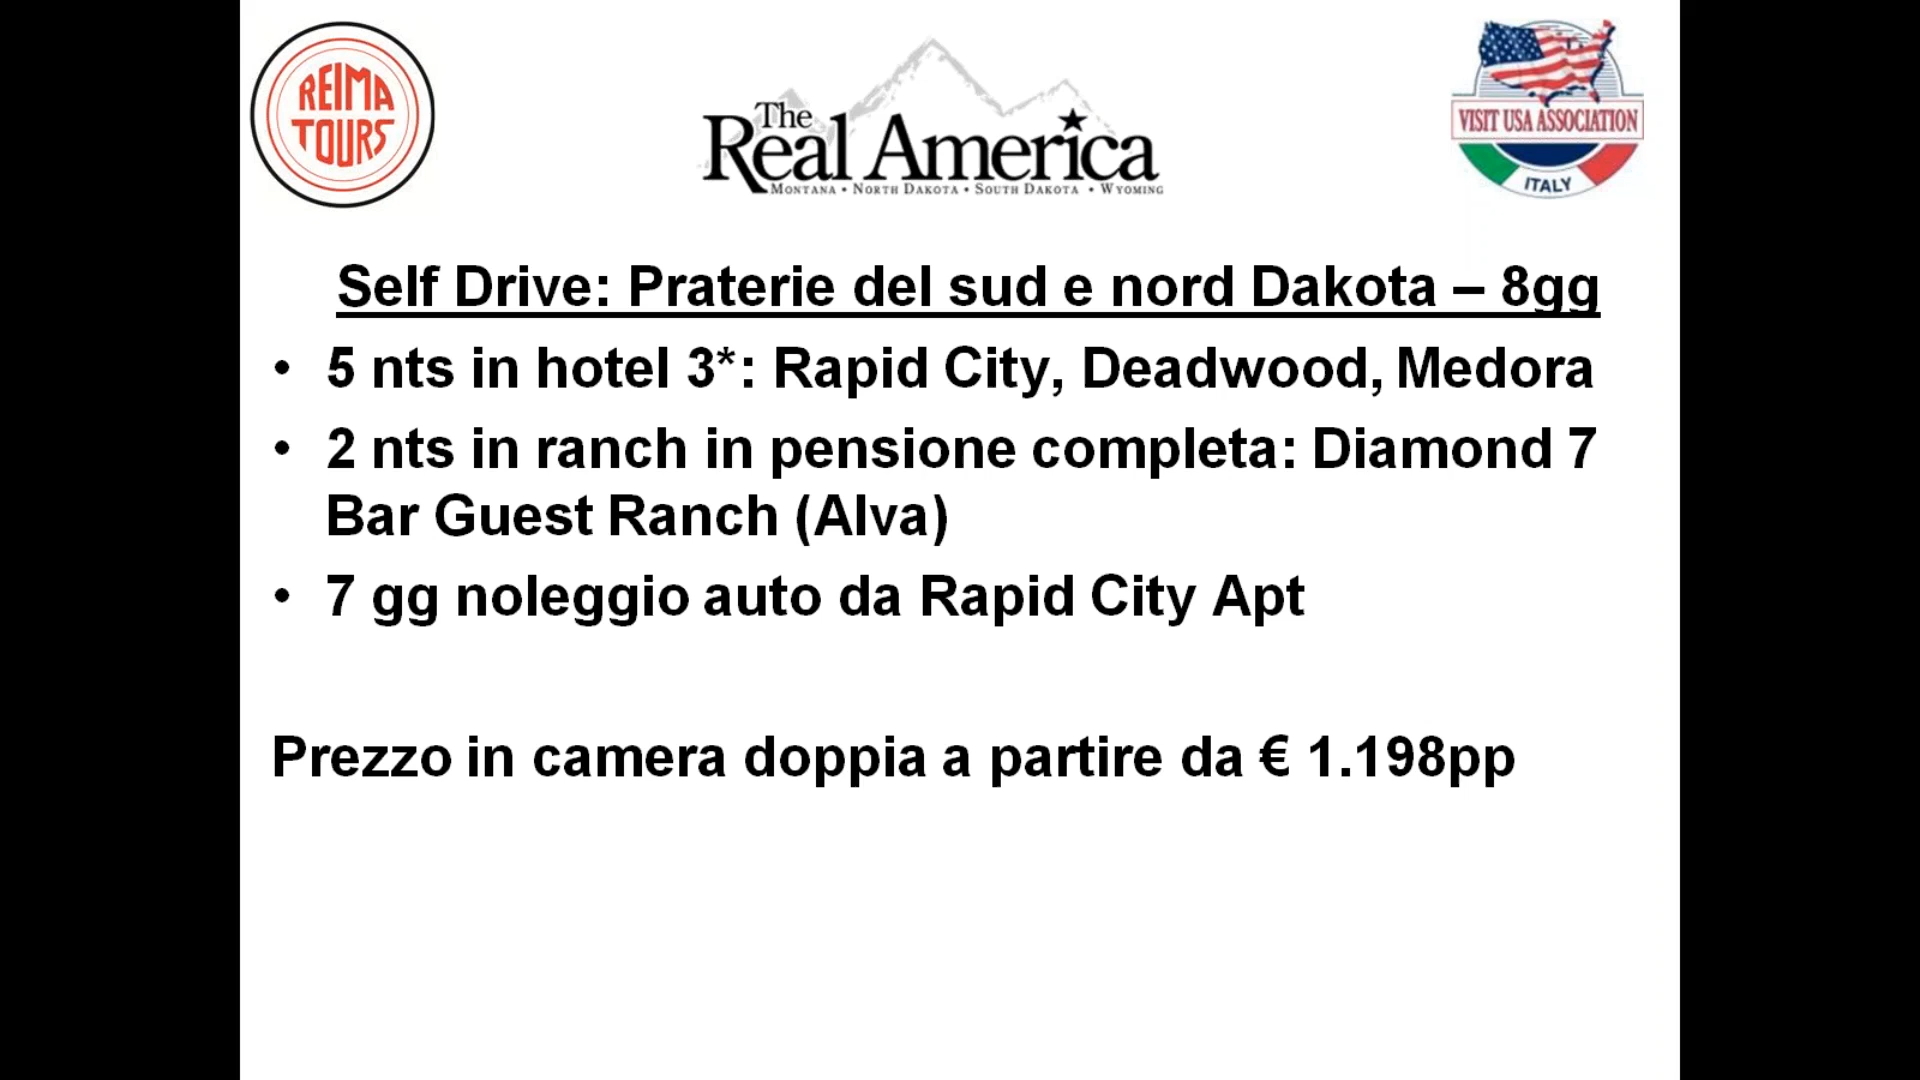 REIMA
TOURS
The
Real America
MONTANA • NORTH DAKOTA • SOUTH DAKOTA • WYOMING
VISIT USA ASSOCIATION
ITALY
Self Drive: Praterie del sud e nord Dakota – 8gg
• 5 nts in hotel 3*: Rapid City, Deadwood, Medora
• 2 nts in ranch in pensione completa: Diamond 7
Bar Guest Ranch (Alva)
• 7 gg noleggio auto da Rapid City Apt
Prezzo in camera doppia a partire da € 1.198pp